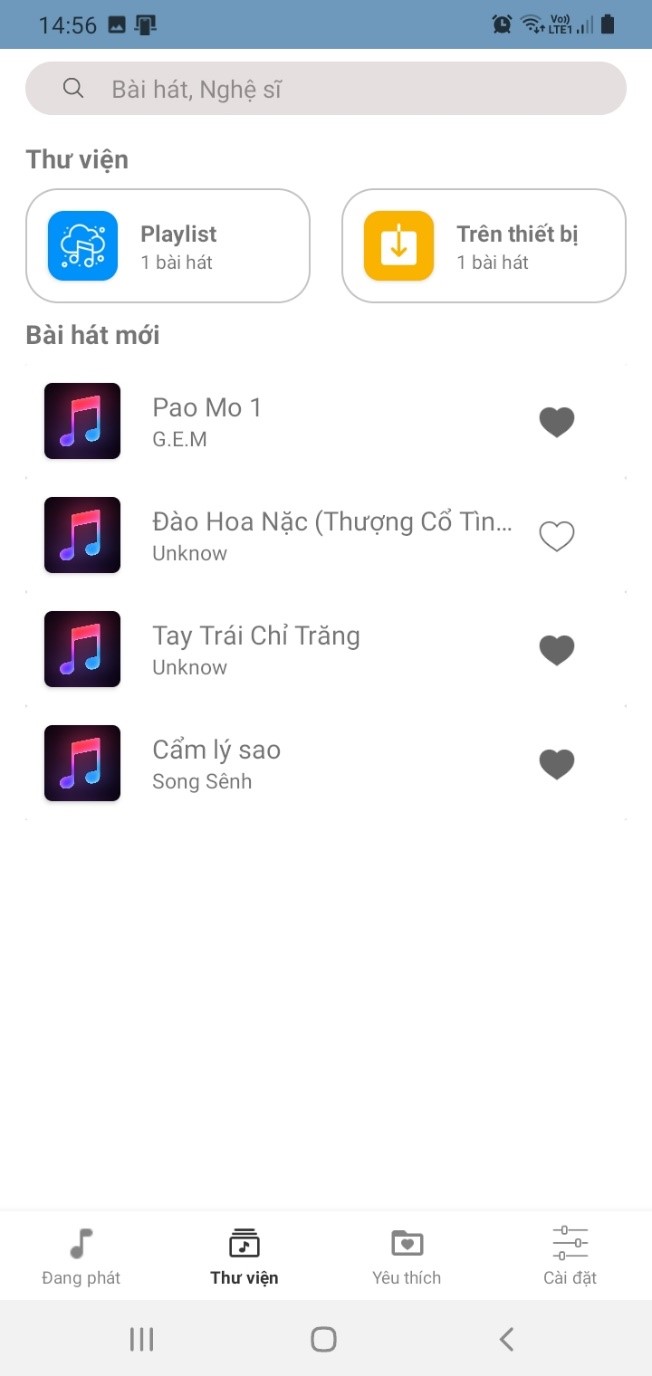 14:56
Vo)) LTE1
Bài hát, Nghệ sĩ
Thư viện
Playlist
1 bài hát
Trên thiết bị
1 bài hát
Bài hát mới
Pao Mo 1
G.E.M
Đào Hoa Nặc (Thượng Cổ Tìn...
Unknow
Tay Trái Chỉ Trăng
Unknow
Cẩm lý sao
Song Sênh
Đang phát
Thư viện
Yêu thích
Cài đặt